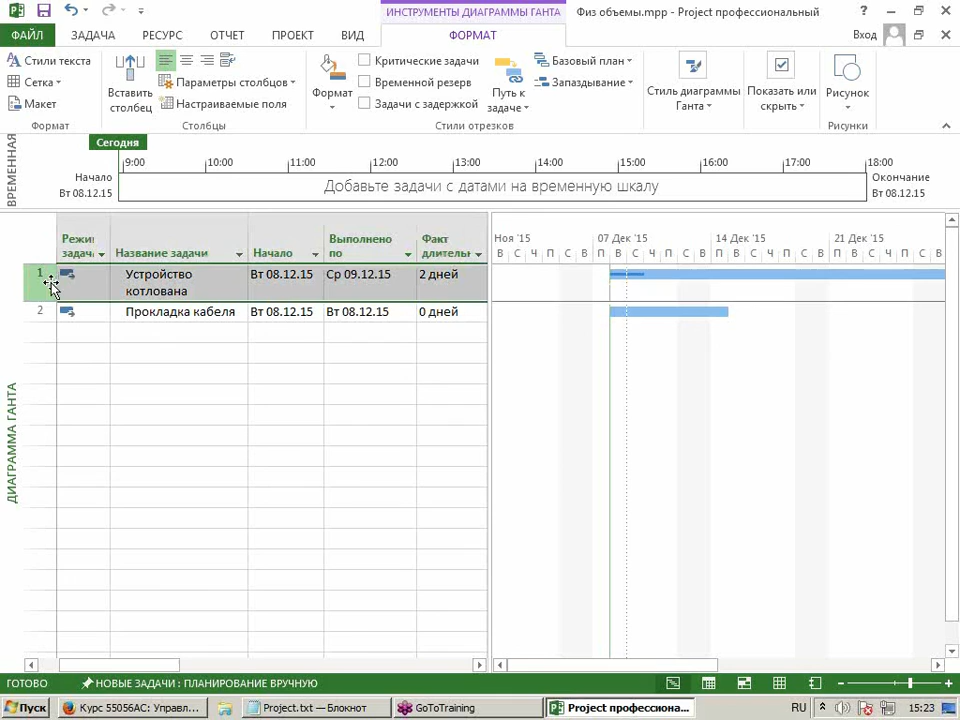 ИНСТРУМЕНТЫ ДИАГРАММЫ ГАНТА
Физ объемы.mpp - Project профессиональный
ФАЙЛ ЗАДАЧА РЕСУРС ОТЧЕТ ПРОЕКТ ВИД ФОРМАТ Вход
Стили текста
Сетка
Макет
Формат
Вставить столбец
Параметры столбцов
Настраиваемые поля
Столбцы
Формат
Критические задачи
Временной резерв
Задачи с задержкой
Путь к задаче
Базовый план
Запаздывание
Стили отрезков
Стиль диаграммы Ганта
Показать или скрыть
Рисунок
Рисунки
ВРЕМЕННАЯ
Сегодня
9:00 10:00 11:00 12:00 13:00 14:00 15:00 16:00 17:00 18:00
Начало
Вт 08.12.15
Добавьте задачи с датами на временную шкалу
Окончание
Вт 08.12.15
ДИАГРАММА ГАНТА
Название задачи Начало Выполнено по Факт
Ноя '15 07 Дек '15 14 Дек '15 21 Дек '15
В С Ч П С В П В С Ч П С В П В С Ч П С В П В С Ч П С В
1 Устройство котлована Вт 08.12.15 Ср 09.12.15 2 дней
2 Прокладка кабеля Вт 08.12.15 Вт 08.12.15 0 дней
ГОТОВО НОВЫЕ ЗАДАЧИ : ПЛАНИРОВАНИЕ ВРУЧНУЮ
Пуск Курс 55056AC: Управл... Project.txt — Блокнот GoToTraining Project профессиона... RU 15:23